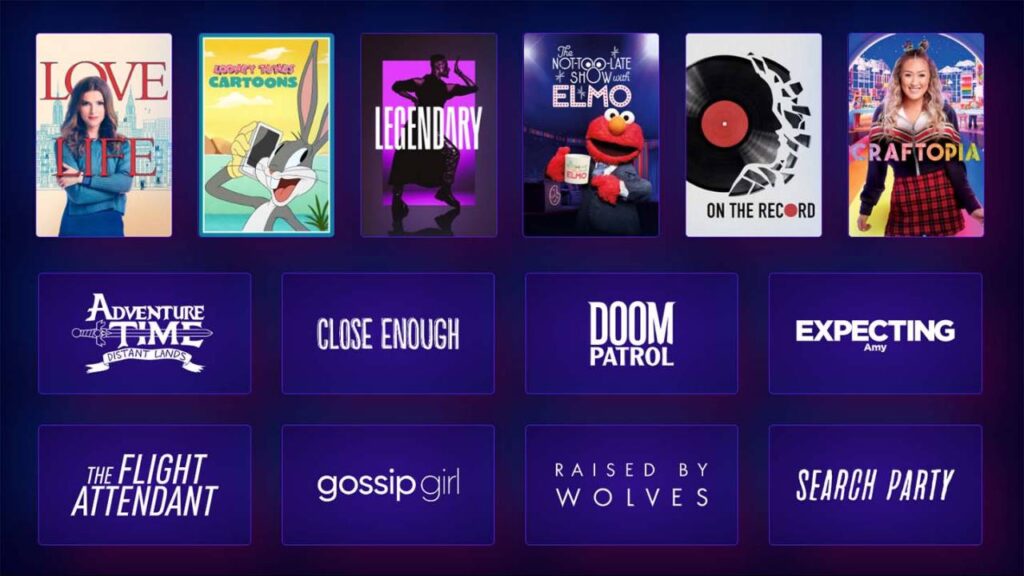 LOVE
LIFE
LOONEY TUNES
CARTOONS
LEGENDARY
The
NOT-TOO-LATE
SHOW with
ELMO
ELMO
ON THE RECORD
CRAFTOPIA
ADVENTURE
TIME
DISTANT LANDS
CLOSE ENOUGH
DOOM
PATROL
EXPECTING
Amy
THE FLIGHT
ATTENDANT
gossip girl
RAISED BY
WOLVES
SEARCH PARTY